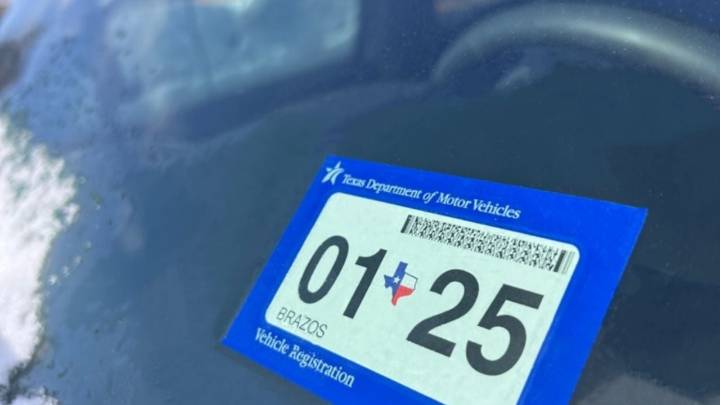 Texas Department of Motor Vehicles
01 25
BRAZOS
Vehicle Registration